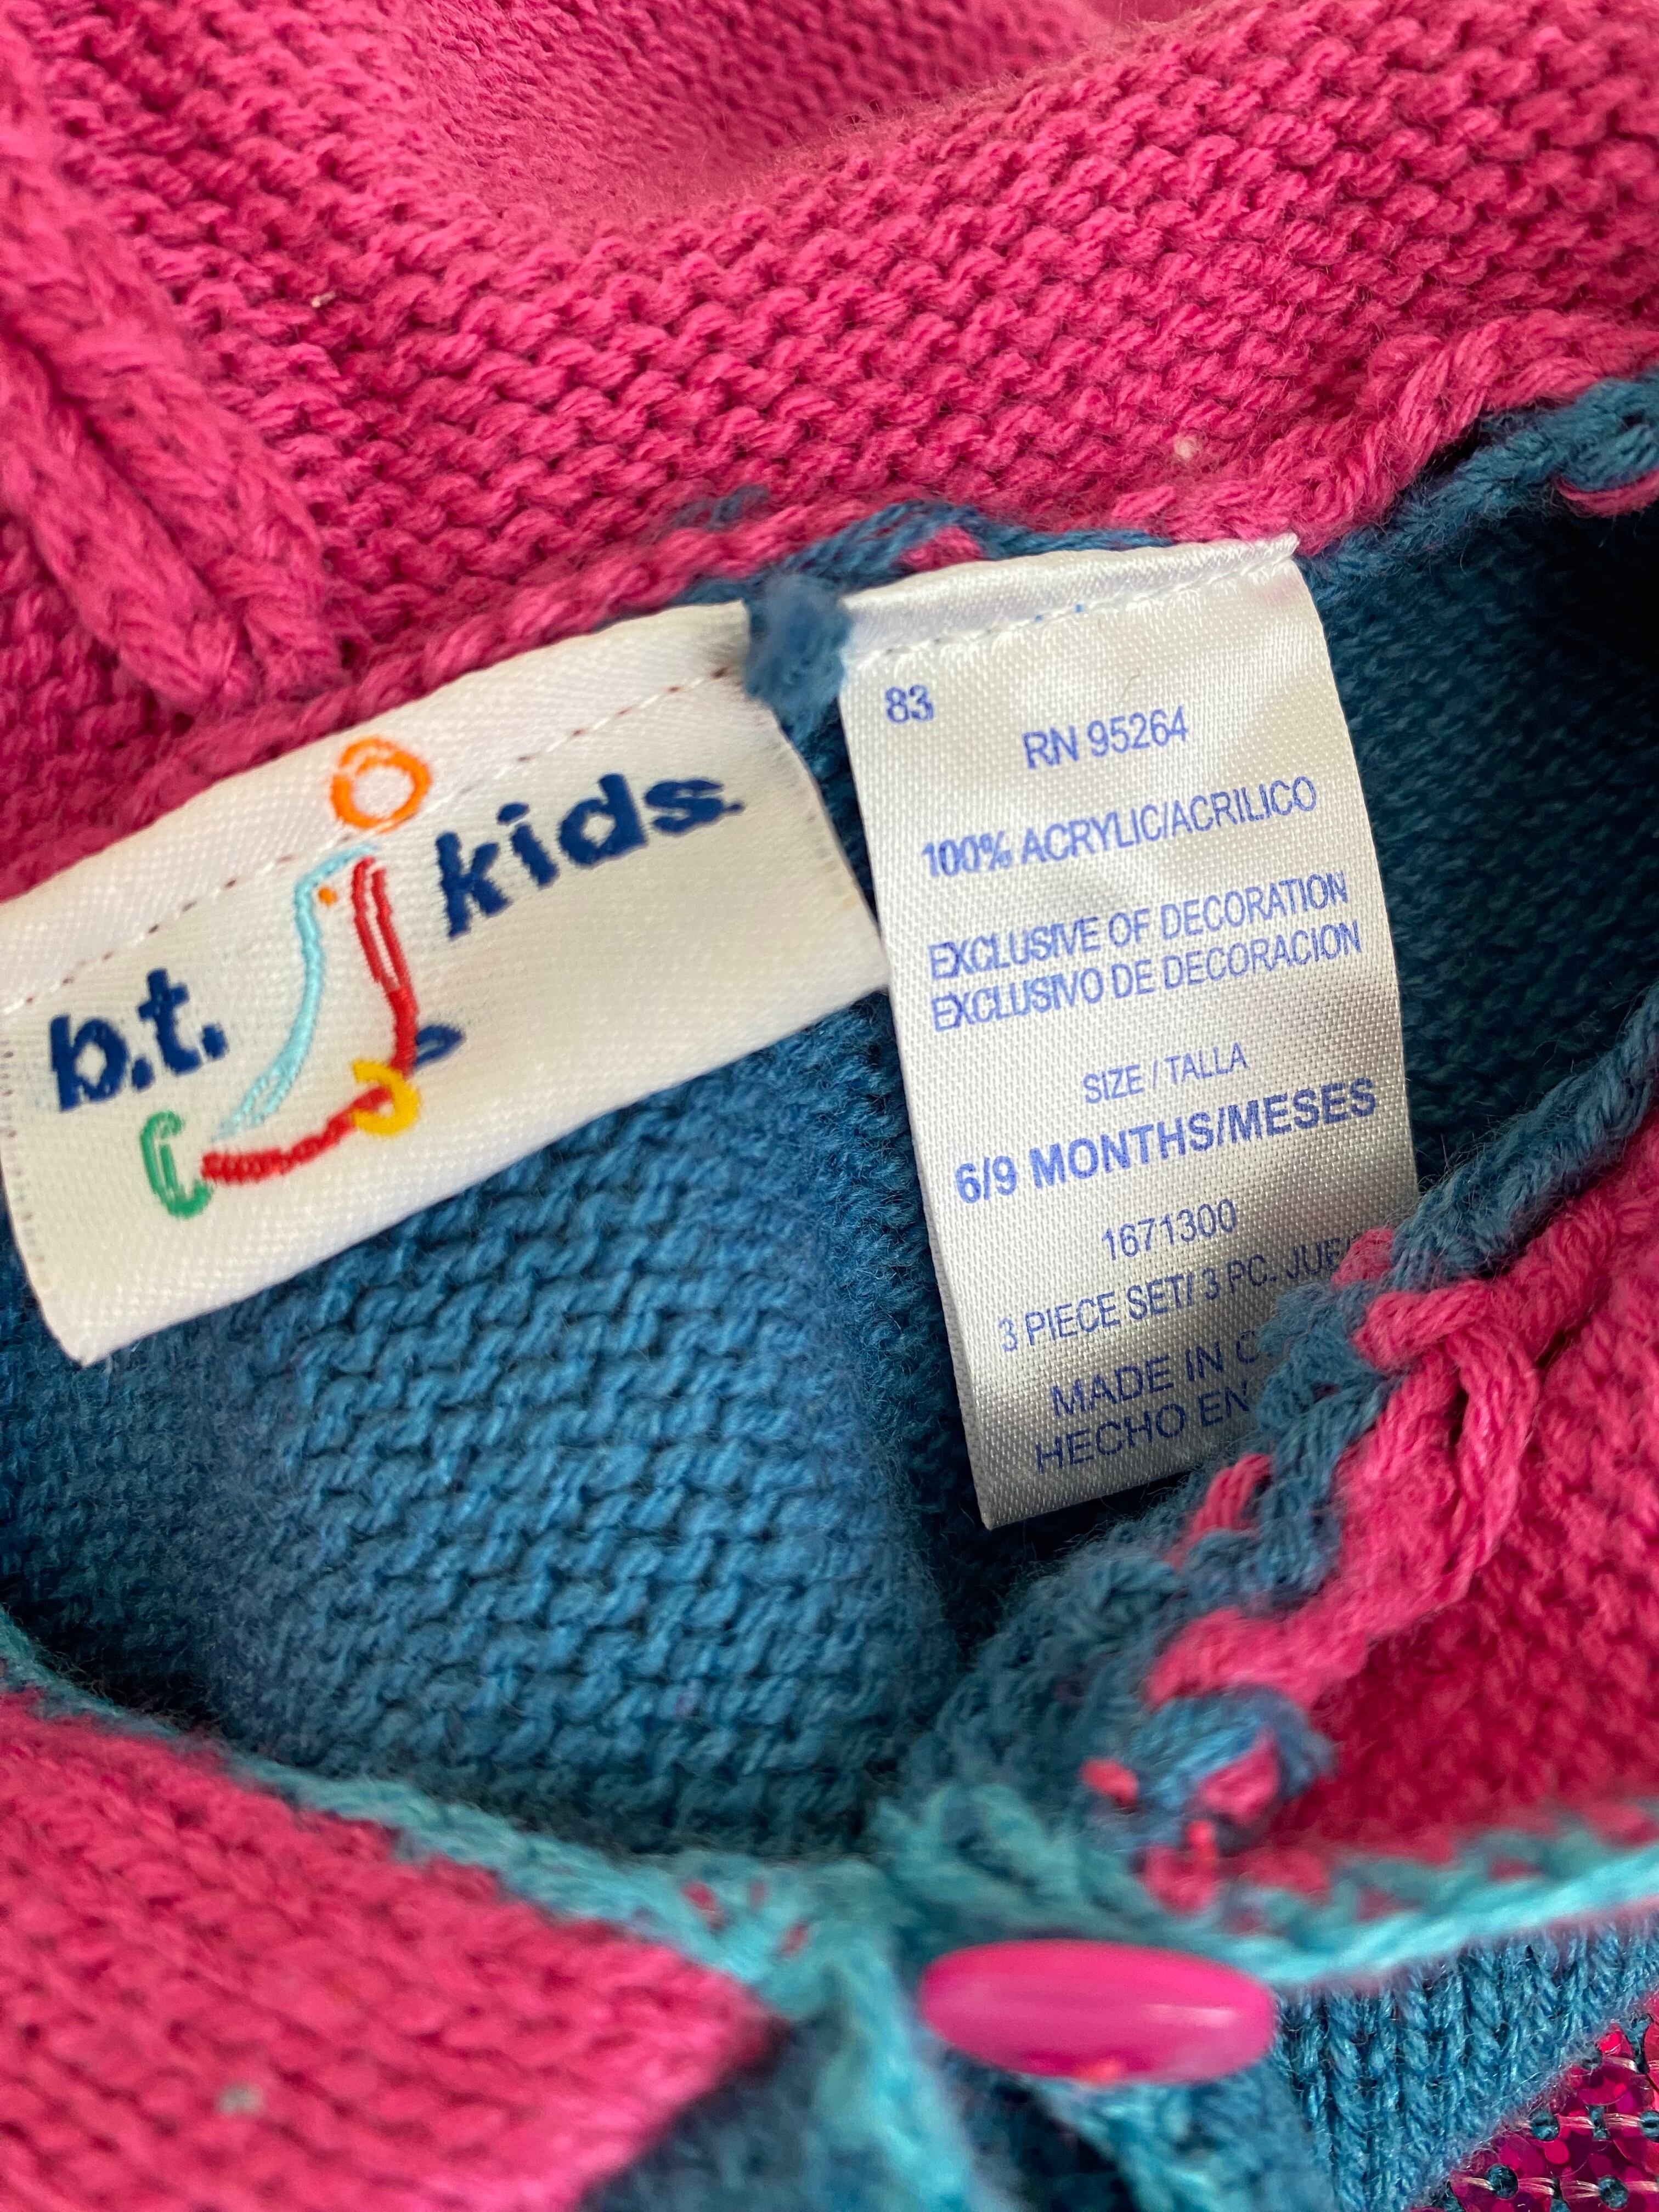 b.t. kids.
83
RN 95264
100% ACRYLIC/ACRILICO
EXCLUSIVE OF DECORATION
EXCLUSIVO DE DECORACION
SIZE / TALLA
6/9 MONTHS/MESES
1671300
3 PIECE SET/ 3 PC.
MADE IN
HECHO EN